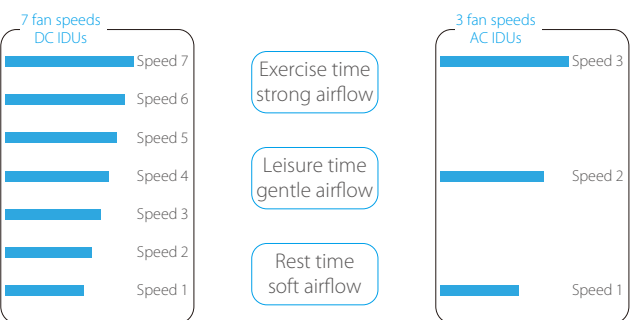 7 fan speeds
DC IDUs
Speed 7
Speed 6
Speed 5
Speed 4
Speed 3
Speed 2
Speed 1
Exercise time
strong airflow
Leisure time
gentle airflow
Rest time
soft airflow
3 fan speeds
AC IDUs
Speed 3
Speed 2
Speed 1